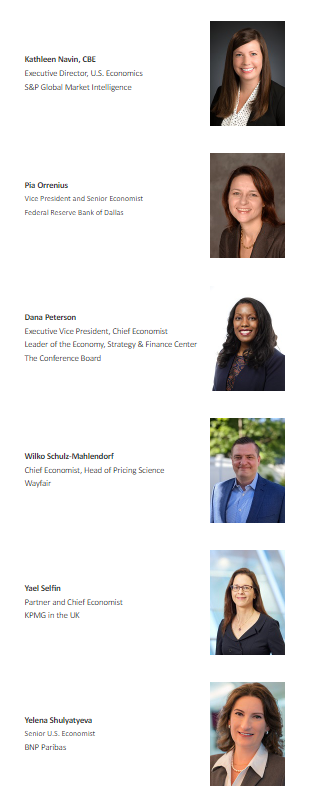 Kathleen Navin, CBE
Executive Director, U.S. Economics
S&P Global Market Intelligence
Pia Orrenius
Vice President and Senior Economist
Federal Reserve Bank of Dallas
Dana Peterson
Executive Vice President, Chief Economist
Leader of the Economy, Strategy & Finance Center
The Conference Board
Wilko Schulz-Mahlendorf
Chief Economist, Head of Pricing Science
Wayfair
Yael Selfin
Partner and Chief Economist
KPMG in the UK
Yelena Shulyatyeva
Senior U.S. Economist
BNP Paribas